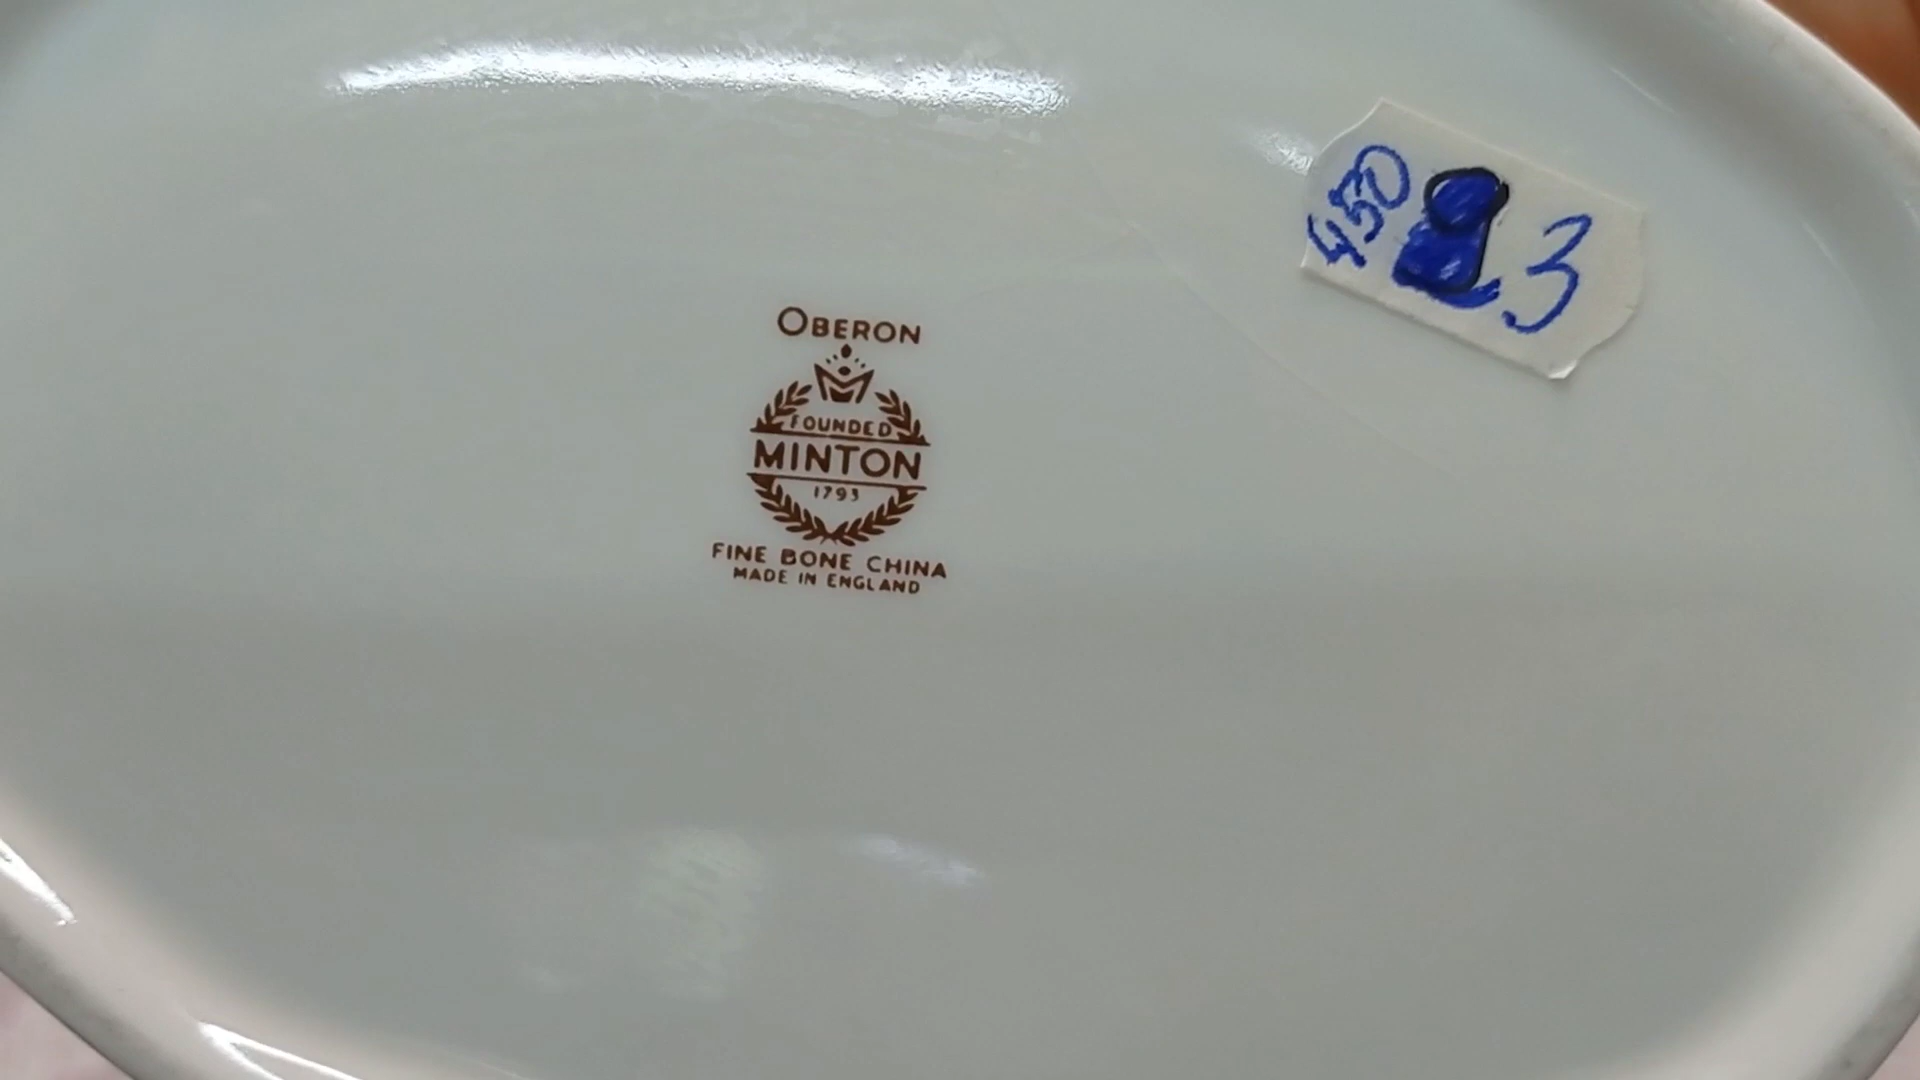 OBERON
FOUNDED
MINTON
1793
FINE BONE CHINA
MADE IN ENGLAND
450
3